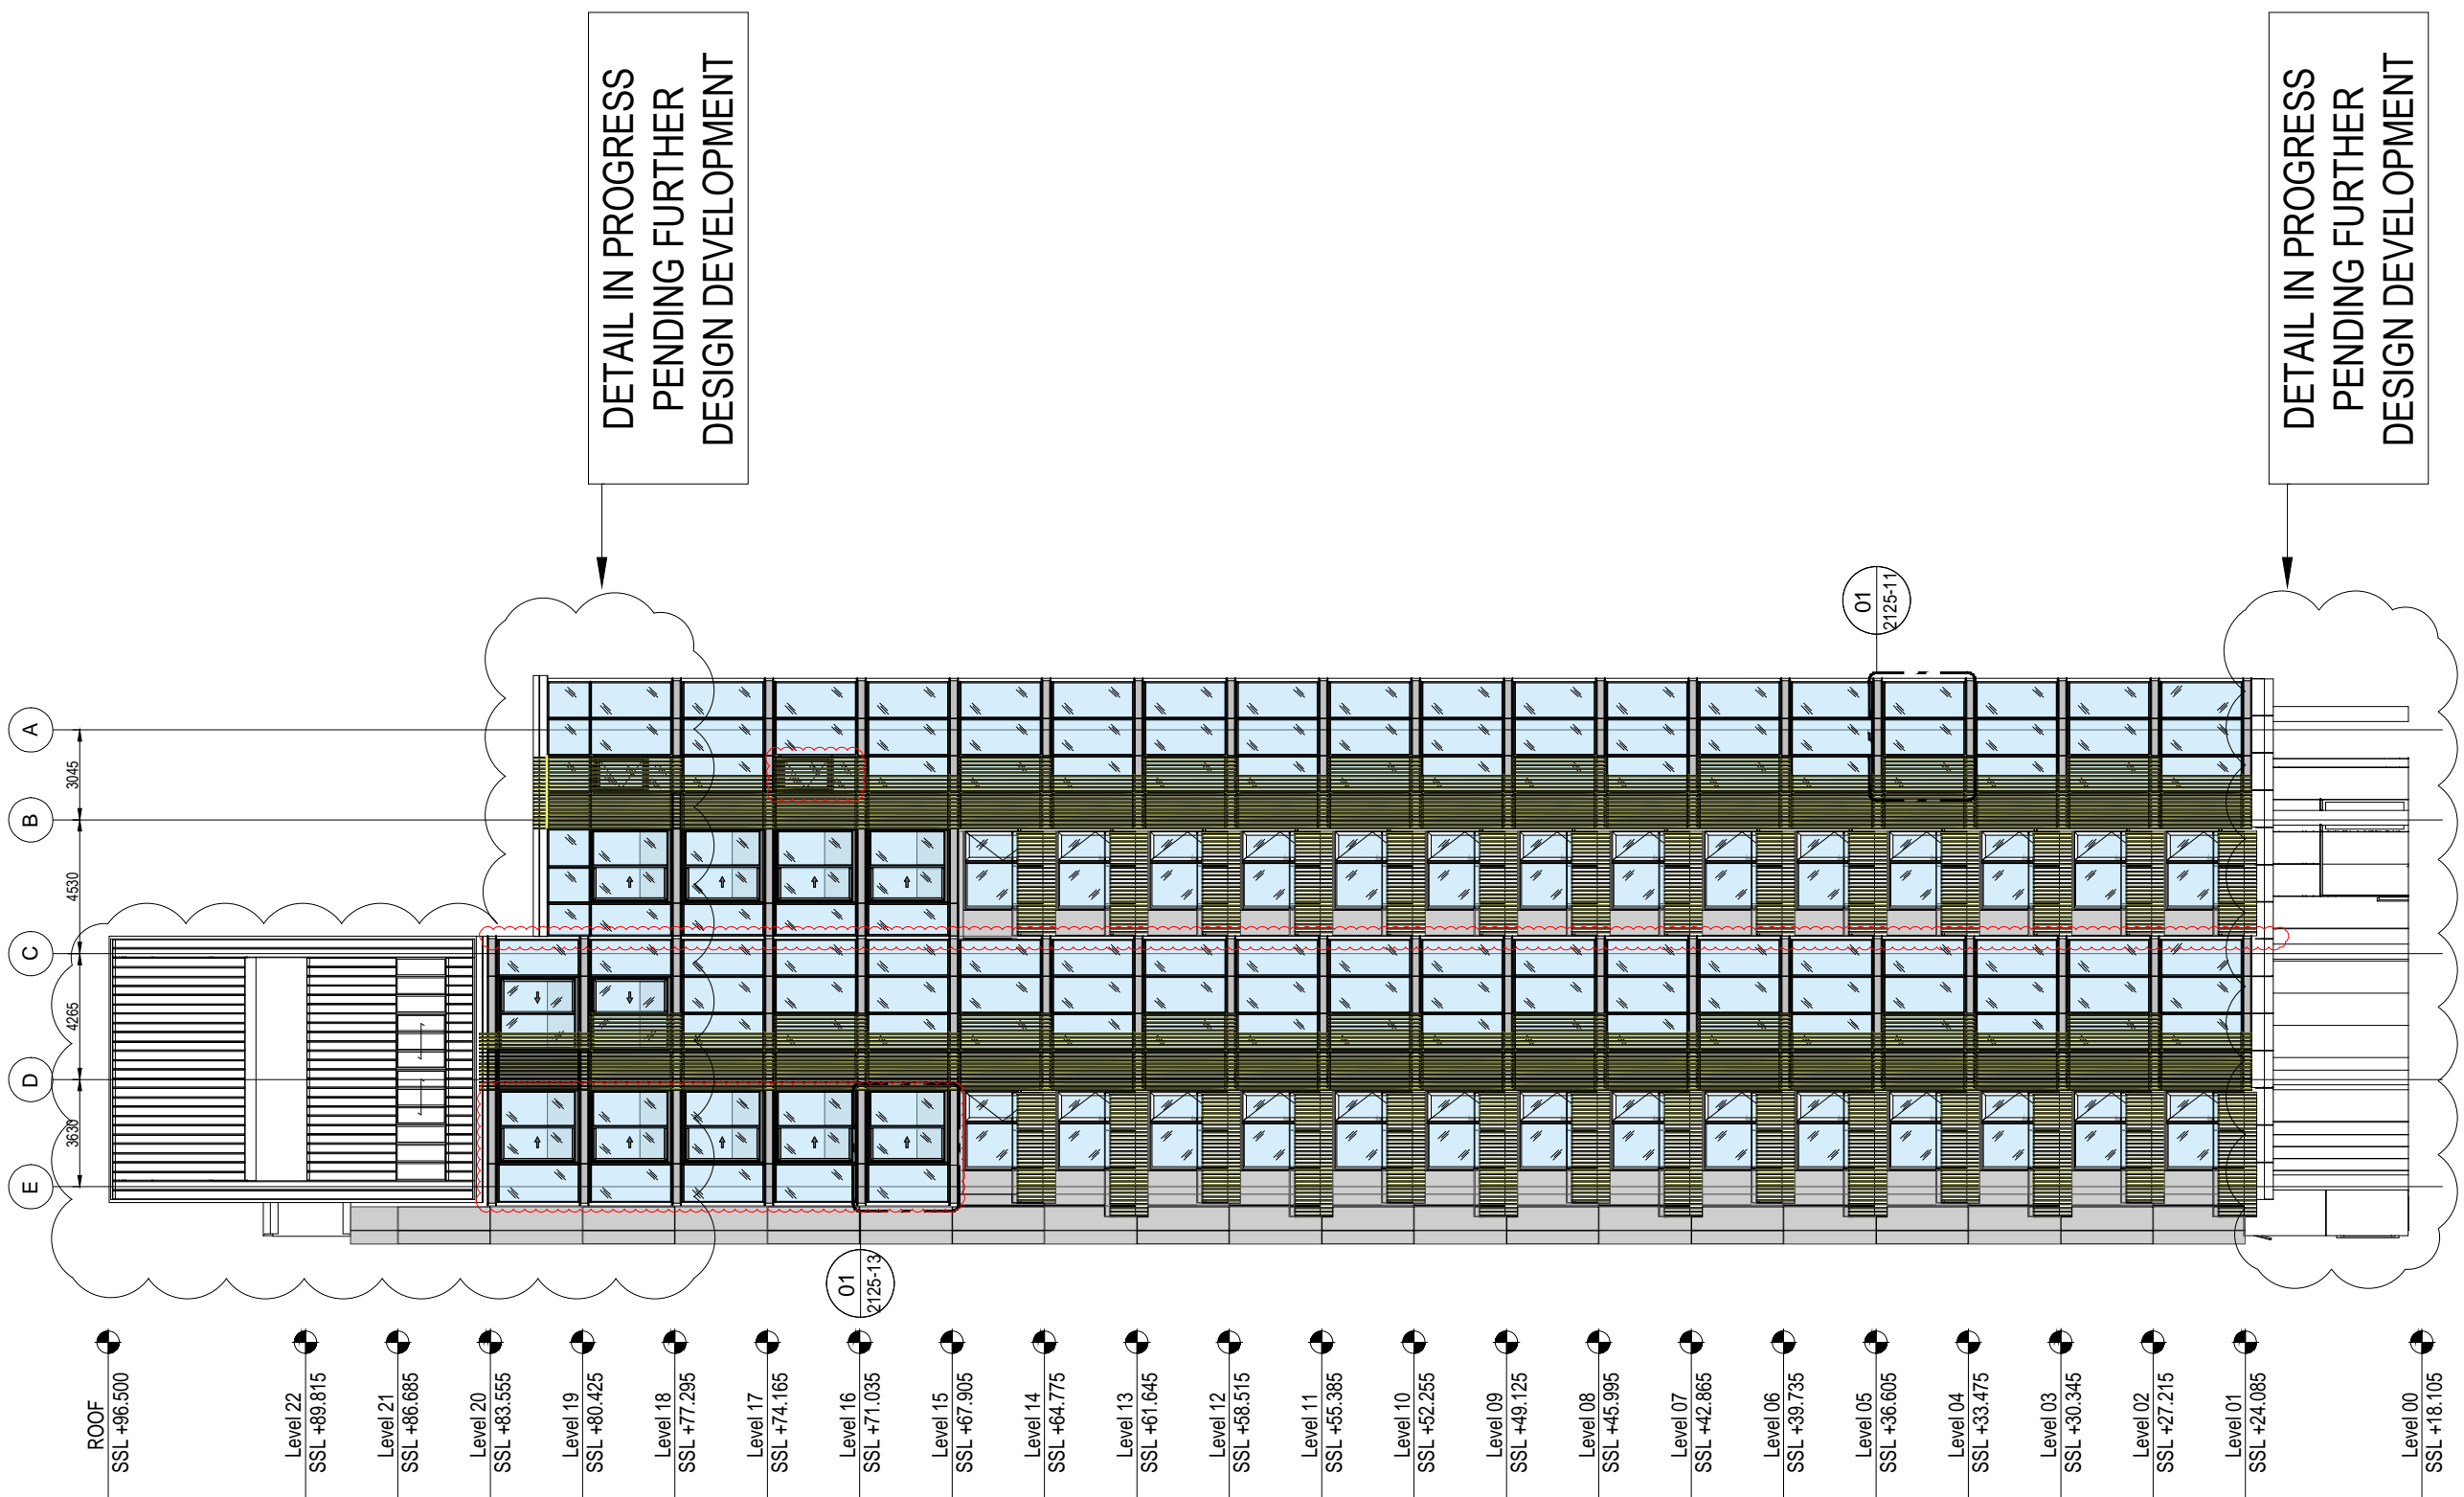 DETAIL IN PROGRESS
PENDING FURTHER
DESIGN DEVELOPMENT
DETAIL IN PROGRESS
PENDING FURTHER
DESIGN DEVELOPMENT
A
B
C
D
E
3045
4530
4265
3630
01
2125-11
01
2125-13
ROOF
SSL +96.500
Level 22
SSL +89.815
Level 21
SSL +86.685
Level 20
SSL +83.555
Level 19
SSL +80.425
Level 18
SSL +77.295
Level 17
SSL +74.165
Level 16
SSL +71.035
Level 15
SSL +67.905
Level 14
SSL +64.775
Level 13
SSL +61.645
Level 12
SSL +58.515
Level 11
SSL +55.385
Level 10
SSL +52.255
Level 09
SSL +49.125
Level 08
SSL +45.995
Level 07
SSL +42.865
Level 06
SSL +39.735
Level 05
SSL +36.605
Level 04
SSL +33.475
Level 03
SSL +30.345
Level 02
SSL +27.215
Level 01
SSL +24.085
Level 00
SSL +18.105